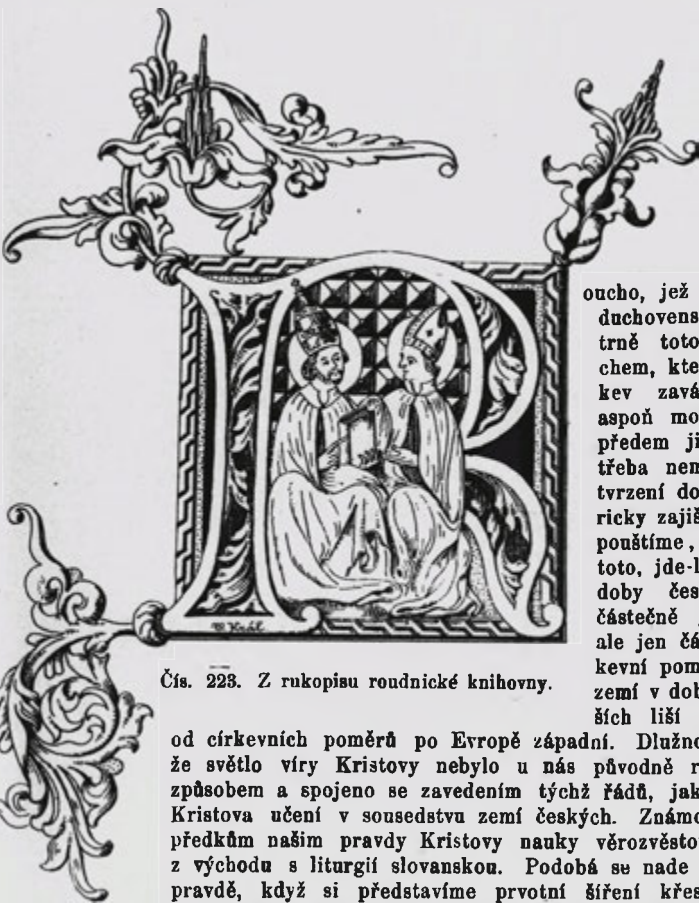 Roucho, jež
duchovens
trně toto
chem, kte
kev zavá
aspoň mo
předem ji
třeba nem
tvrzení do
ricky zajiš
pouštíme,
toto, jde-l
doby čes
částečně
ale jen čá
kevní pom
zemí v dob
ších liší
Čís. 223. Z rukopisu roudnické knihovny.
od církevních poměrů po Evropě západní. Dlužno
že světlo víry Kristovy nebylo u nás původně r
způsobem a spojeno se zavedením týchž řádů, jak
Kristova učení v sousedstvu zemí českých. Známo
předkům našim pravdy Kristovy nauky věrozvěsto
z východu s liturgií slovanskou. Podobá se nade
pravdě, když si představíme prvotní šíření křes